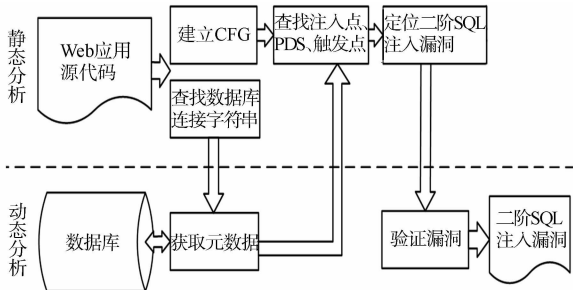 静态分析
Web应用
源代码
建立CFG
查找数据库
连接字符串
查找注入点、
PDS、触发点
定位二阶SQL
注入漏洞
动态分析
数据库
获取元数据
验证漏洞
二阶SQL
注入漏洞